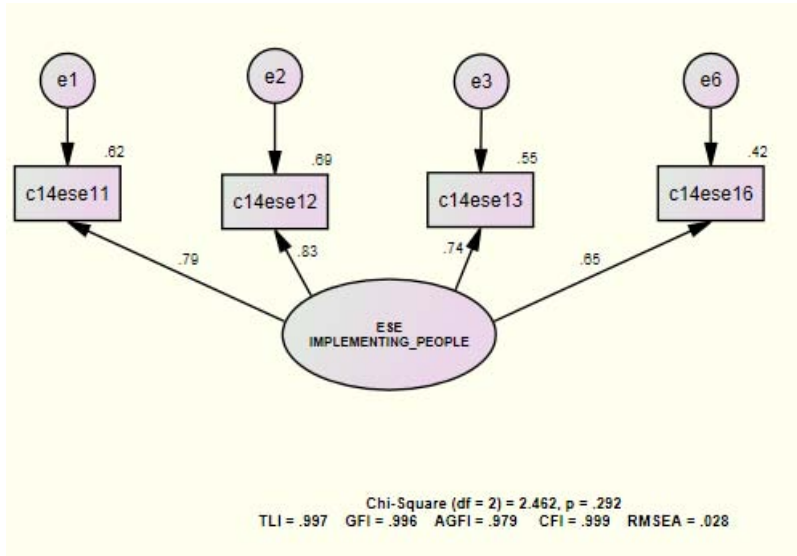 e1
e2
e3
e6
.62
.69
.55
.42
c14ese11
c14ese12
c14ese13
c14ese16
.79
.83
.74
.65
ESE
IMPLEMENTING_PEOPLE
Chi-Square (df = 2) = 2.462, p = .292
TLI = .997 GFI = .996 AGFI = .979 CFI = .999 RMSEA = .028